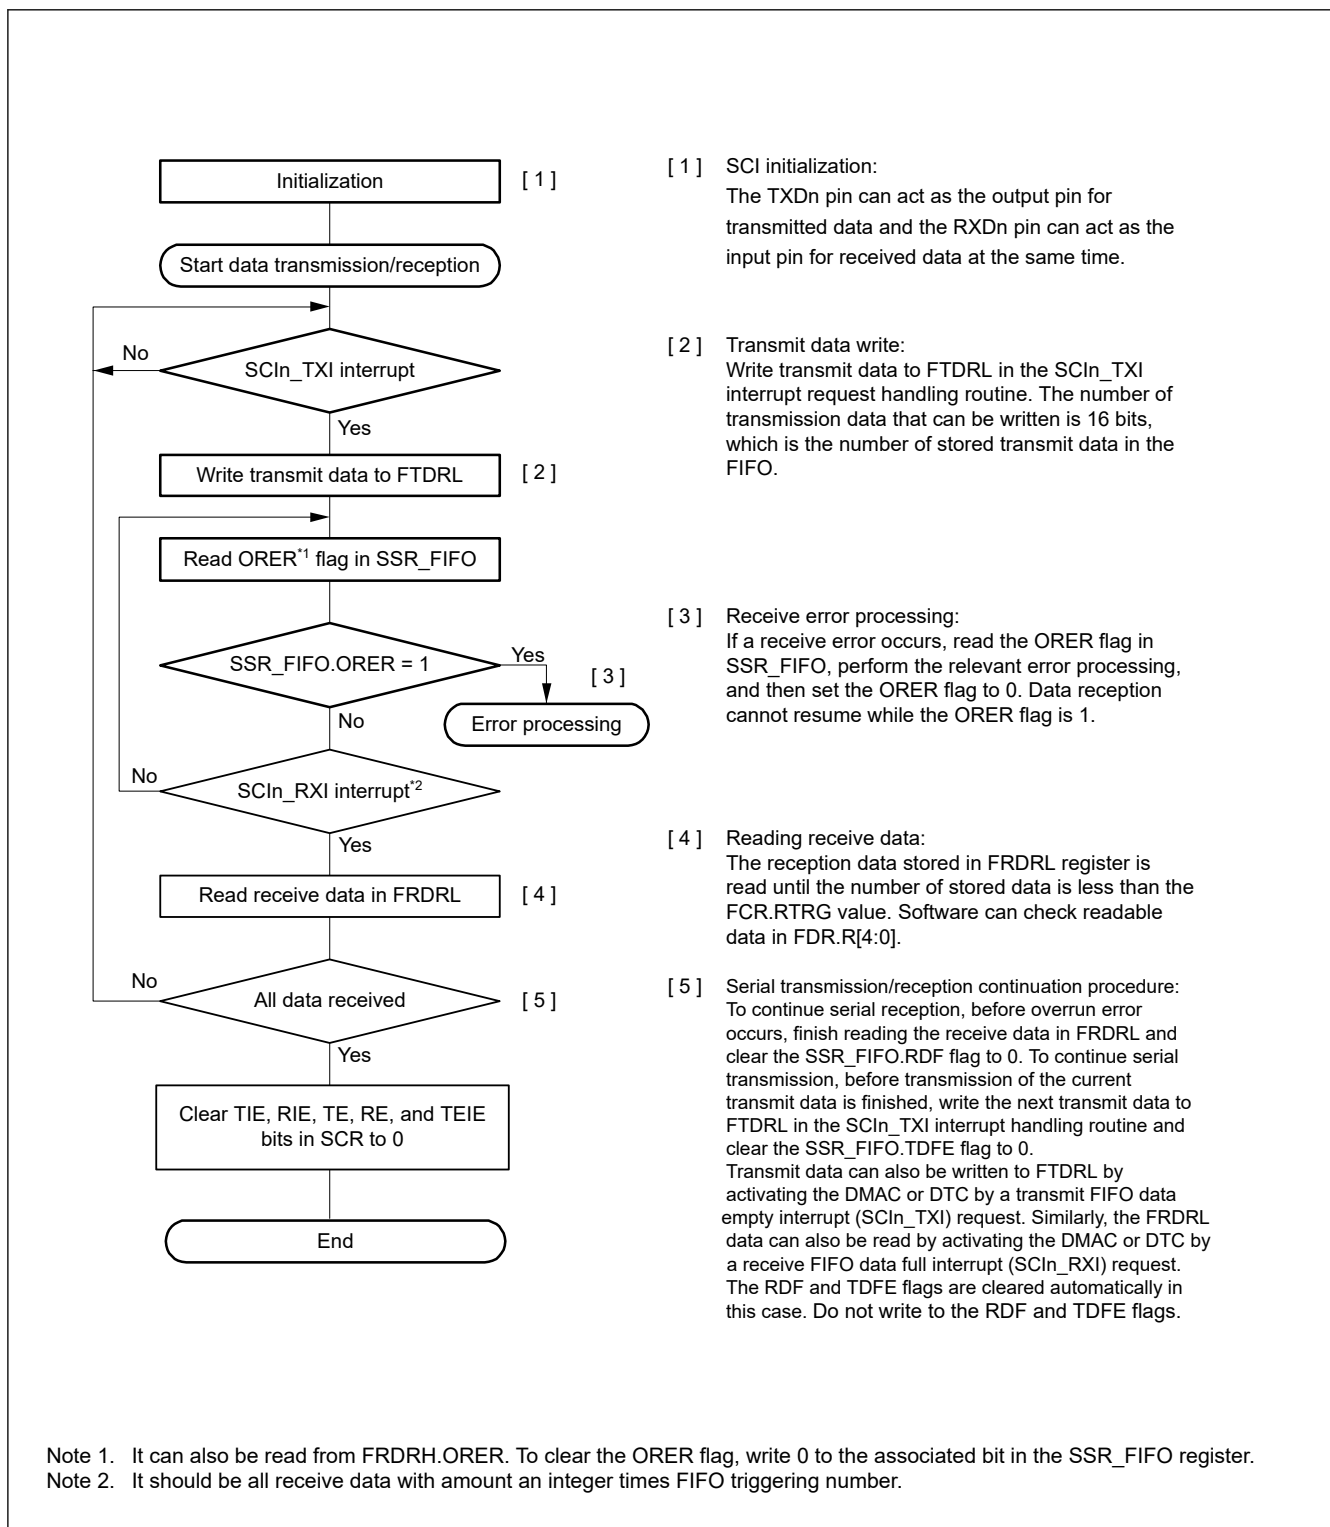 Initialization
[ 1 ]
Start data transmission/reception
No
SCIn_TXI interrupt
Yes
Write transmit data to FTDRL
[ 2 ]
Read ORER*1 flag in SSR_FIFO
SSR_FIFO.ORER = 1
Yes
[ 3 ]
Error processing
No
No
SCIn_RXI interrupt*2
Yes
Read receive data in FRDRL
[ 4 ]
No
All data received
[ 5 ]
Yes
Clear TIE, RIE, TE, RE, and TEIE
bits in SCR to 0
End
[ 1 ] SCI initialization:
The TXDn pin can act as the output pin for
transmitted data and the RXDn pin can act as the
input pin for received data at the same time.
[ 2 ] Transmit data write:
Write transmit data to FTDRL in the SCIn_TXI
interrupt request handling routine. The number of
transmission data that can be written is 16 bits,
which is the number of stored transmit data in the
FIFO.
[ 3 ] Receive error processing:
If a receive error occurs, read the ORER flag in
SSR_FIFO, perform the relevant error processing,
and then set the ORER flag to 0. Data reception
cannot resume while the ORER flag is 1.
[ 4 ] Reading receive data:
The reception data stored in FRDRL register is
read until the number of stored data is less than the
FCR.RTRG value. Software can check readable
data in FDR.R[4:0].
[ 5 ] Serial transmission/reception continuation procedure:
To continue serial reception, before overrun error
occurs, finish reading the receive data in FRDRL and
clear the SSR_FIFO.RDF flag to 0. To continue serial
transmission, before transmission of the current
transmit data is finished, write the next transmit data to
FTDRL in the SCIn_TXI interrupt handling routine and
clear the SSR_FIFO.TDFE flag to 0.
Transmit data can also be written to FTDRL by
activating the DMAC or DTC by a transmit FIFO data
empty interrupt (SCIn_TXI) request. Similarly, the FRDRL
data can also be read by activating the DMAC or DTC by
a receive FIFO data full interrupt (SCIn_RXI) request.
The RDF and TDFE flags are cleared automatically in
this case. Do not write to the RDF and TDFE flags.
Note 1. It can also be read from FRDRH.ORER. To clear the ORER flag, write 0 to the associated bit in the SSR_FIFO register.
Note 2. It should be all receive data with amount an integer times FIFO triggering number.